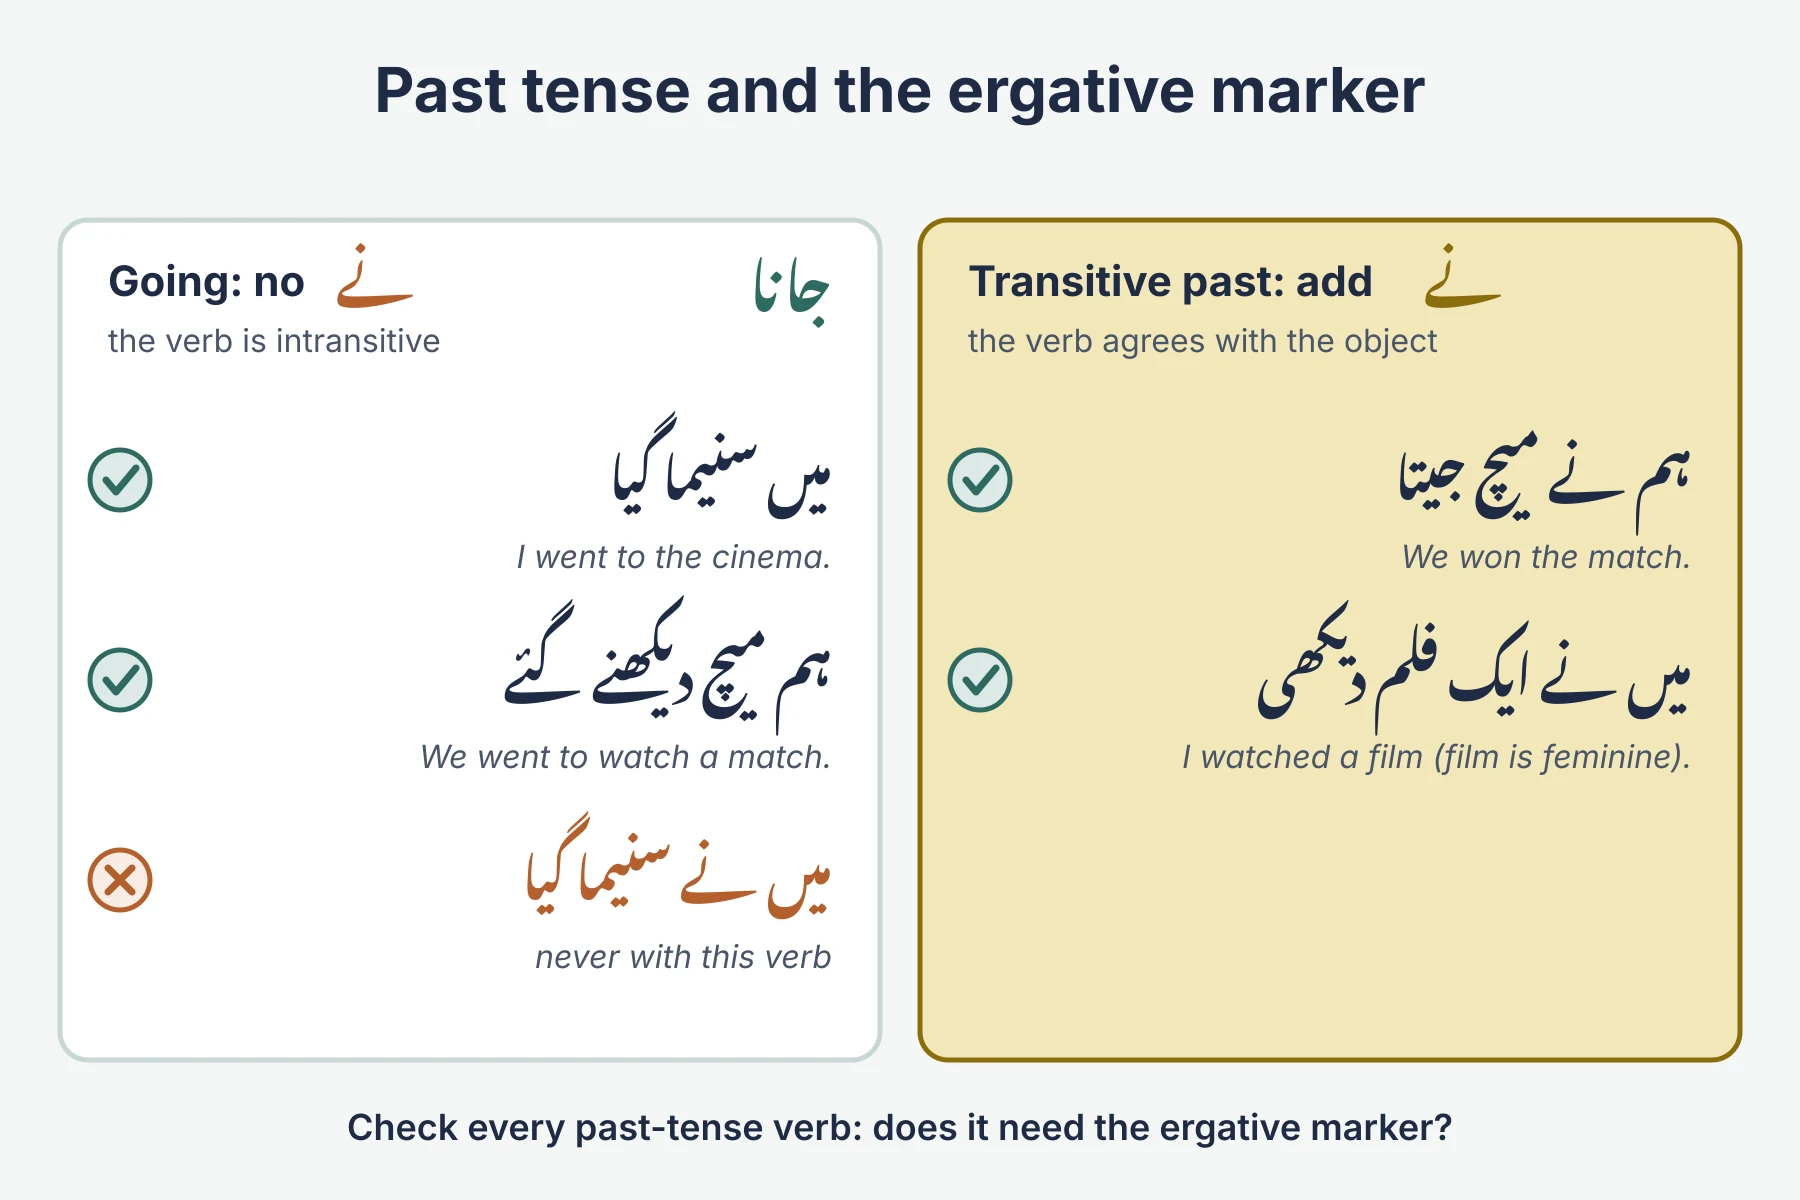 Past tense and the ergative marker
Going: no نے
جانا
the verb is intransitive
میں سنیما گیا
I went to the cinema.
ہم میچ دیکھنے گئے
We went to watch a match.
میں نے سنیما گیا
never with this verb
Transitive past: add نے
the verb agrees with the object
ہم نے میچ جیتا
We won the match.
میں نے ایک فلم دیکھی
I watched a film (film is feminine).
Check every past-tense verb: does it need the ergative marker?